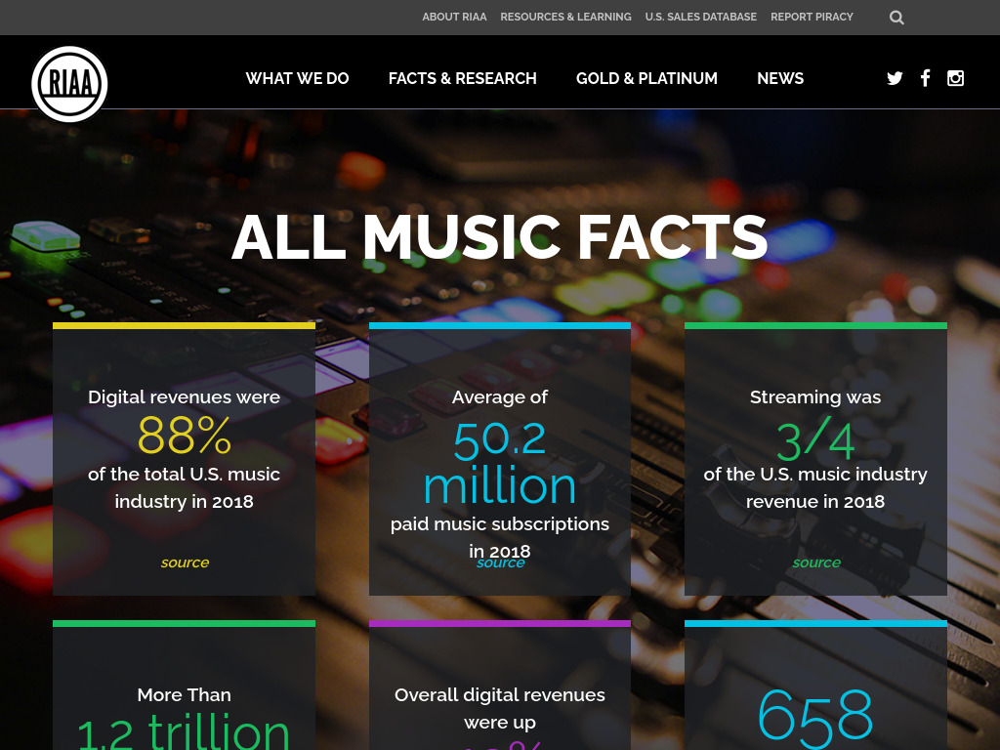 ABOUT RIAA RESOURCES & LEARNING U.S. SALES DATABASE REPORT PIRACY
RIAA
WHAT WE DO FACTS & RESEARCH GOLD & PLATINUM NEWS
ALL MUSIC FACTS
Digital revenues were
88%
of the total U.S. music
industry in 2018
source
Average of
50.2
million
paid music subscriptions
in 2018
source
Streaming was
3/4
of the U.S. music industry
revenue in 2018
source
More Than
1.2 trillion
Overall digital revenues
were up
658